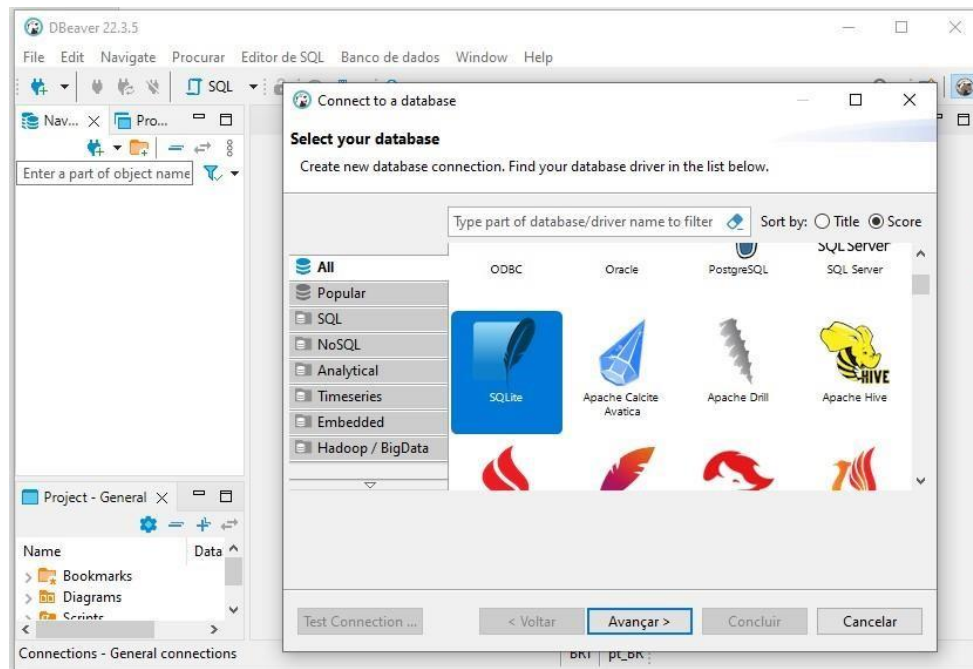 DBeaver 22.3.5
File Edit Navigate Procurar Editor de SQL Banco de dados Window Help
SQL
Nav... Pro...
Enter a part of object name
Connect to a database
Select your database
Create new database connection. Find your database driver in the list below.
Type part of database/driver name to filter Sort by: Title Score
All
Popular
SQL
NoSQL
Analytical
Timeseries
Embedded
Hadoop / BigData
SQL Server
ODBC Oracle PostgreSQL SQL Server
HIVE
SQLite Apache Calcite Avatica Apache Drill Apache Hive
Project - General
Name Data
Bookmarks
Diagrams
Scripts
Test Connection ... < Voltar Avançar > Concluir Cancelar
Connections - General connections
BRT pt_BR